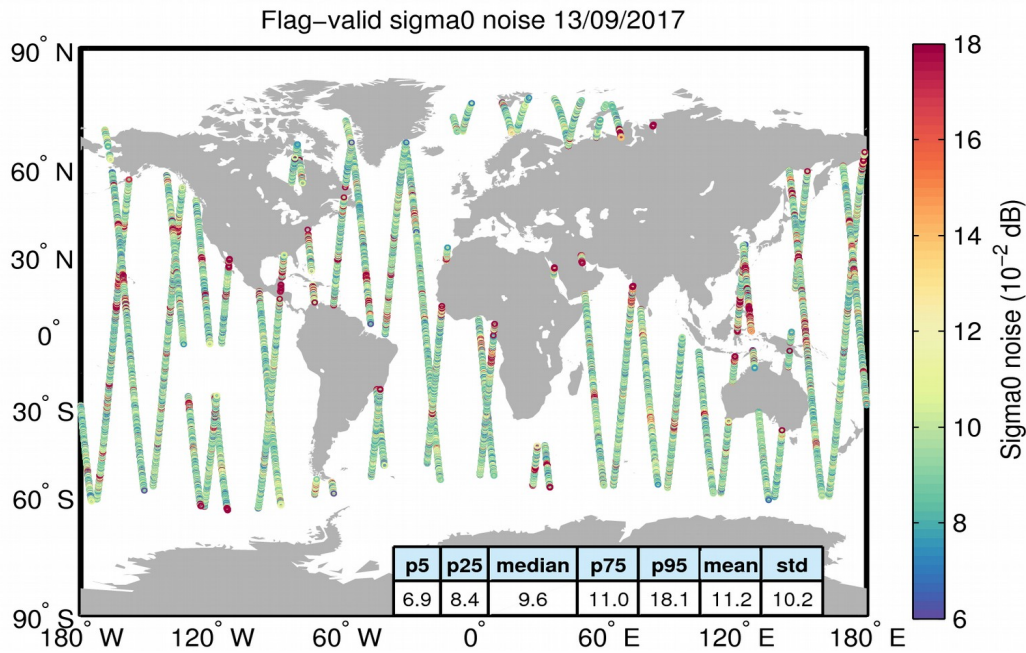 Flag−valid sigma0 noise 13/09/2017
90° N
60° N
30° N
0°
30° S
60° S
90° S
180° W
120° W
60° W
0°
60° E
120° E
180° E
p5 p25 median p75 p95 mean std
6.9 8.4 9.6 11.0 18.1 11.2 10.2
18
16
14
12
10
8
6
Sigma0 noise (10⁻² dB)